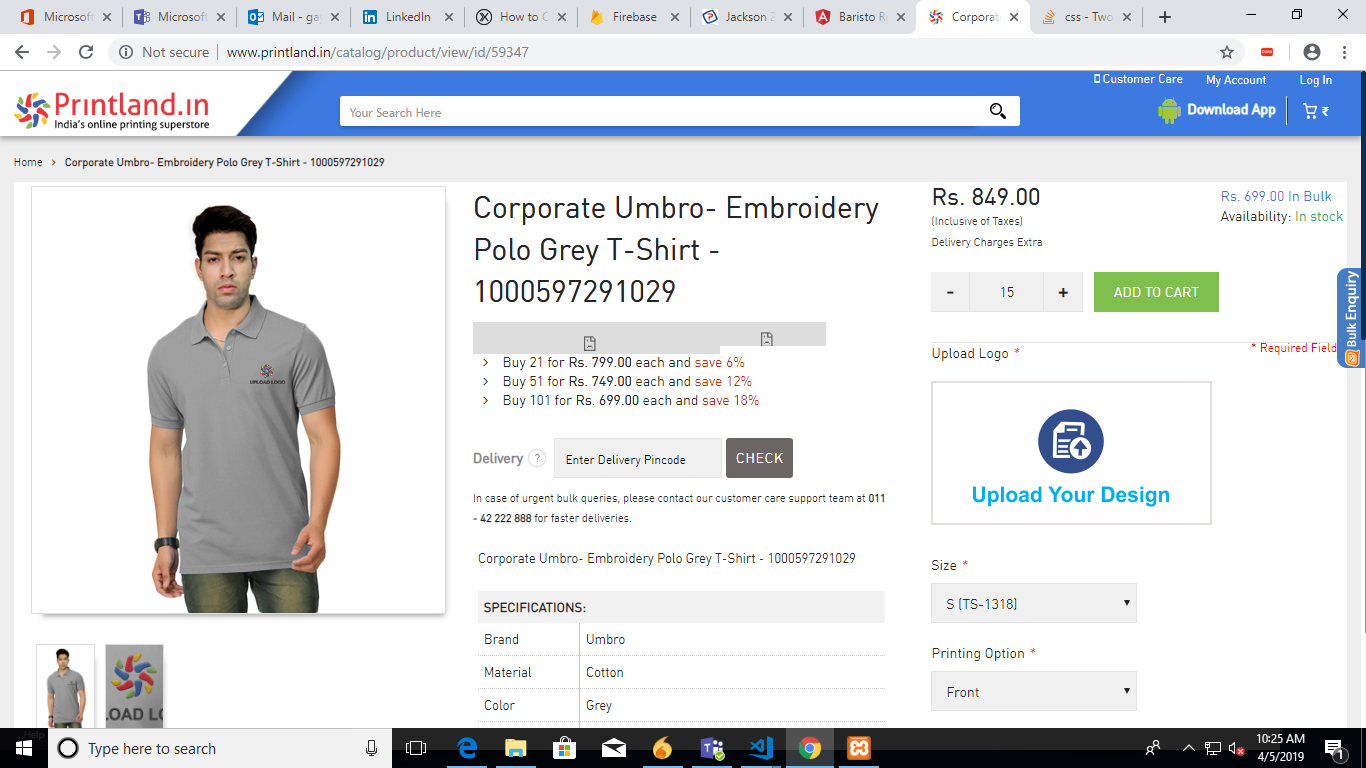 Microsoft
Microsoft
Mail - ga
LinkedIn
How to C
Firebase
Jackson 2
Baristo R
Corporat
css - Two
Not secure
www.printland.in/catalog/product/view/id/59347
Customer Care
My Account
Log In
Printland.in
India's online printing superstore
Your Search Here
Download App
₹
Home > Corporate Umbro- Embroidery Polo Grey T-Shirt - 1000597291029
UPLOAD LOGO
Corporate Umbro- Embroidery
Polo Grey T-Shirt -
1000597291029
Buy 21 for Rs. 799.00 each and save 6%
Buy 51 for Rs. 749.00 each and save 12%
Buy 101 for Rs. 699.00 each and save 18%
Delivery ? Enter Delivery Pincode CHECK
In case of urgent bulk queries, please contact our customer care support team at 011
- 42 222 888 for faster deliveries.
Corporate Umbro- Embroidery Polo Grey T-Shirt - 1000597291029
SPECIFICATIONS:
Brand Umbro
Material Cotton
Color Grey
Rs. 849.00
(Inclusive of Taxes)
Delivery Charges Extra
Rs. 699.00 In Bulk
Availability: In stock
- 15 + ADD TO CART
Bulk Enquiry
* Required Field
Upload Logo *
Upload Your Design
Size *
S (TS-1318)
Printing Option *
Front
LOAD LO
Type here to search
10:25 AM
4/5/2019
1